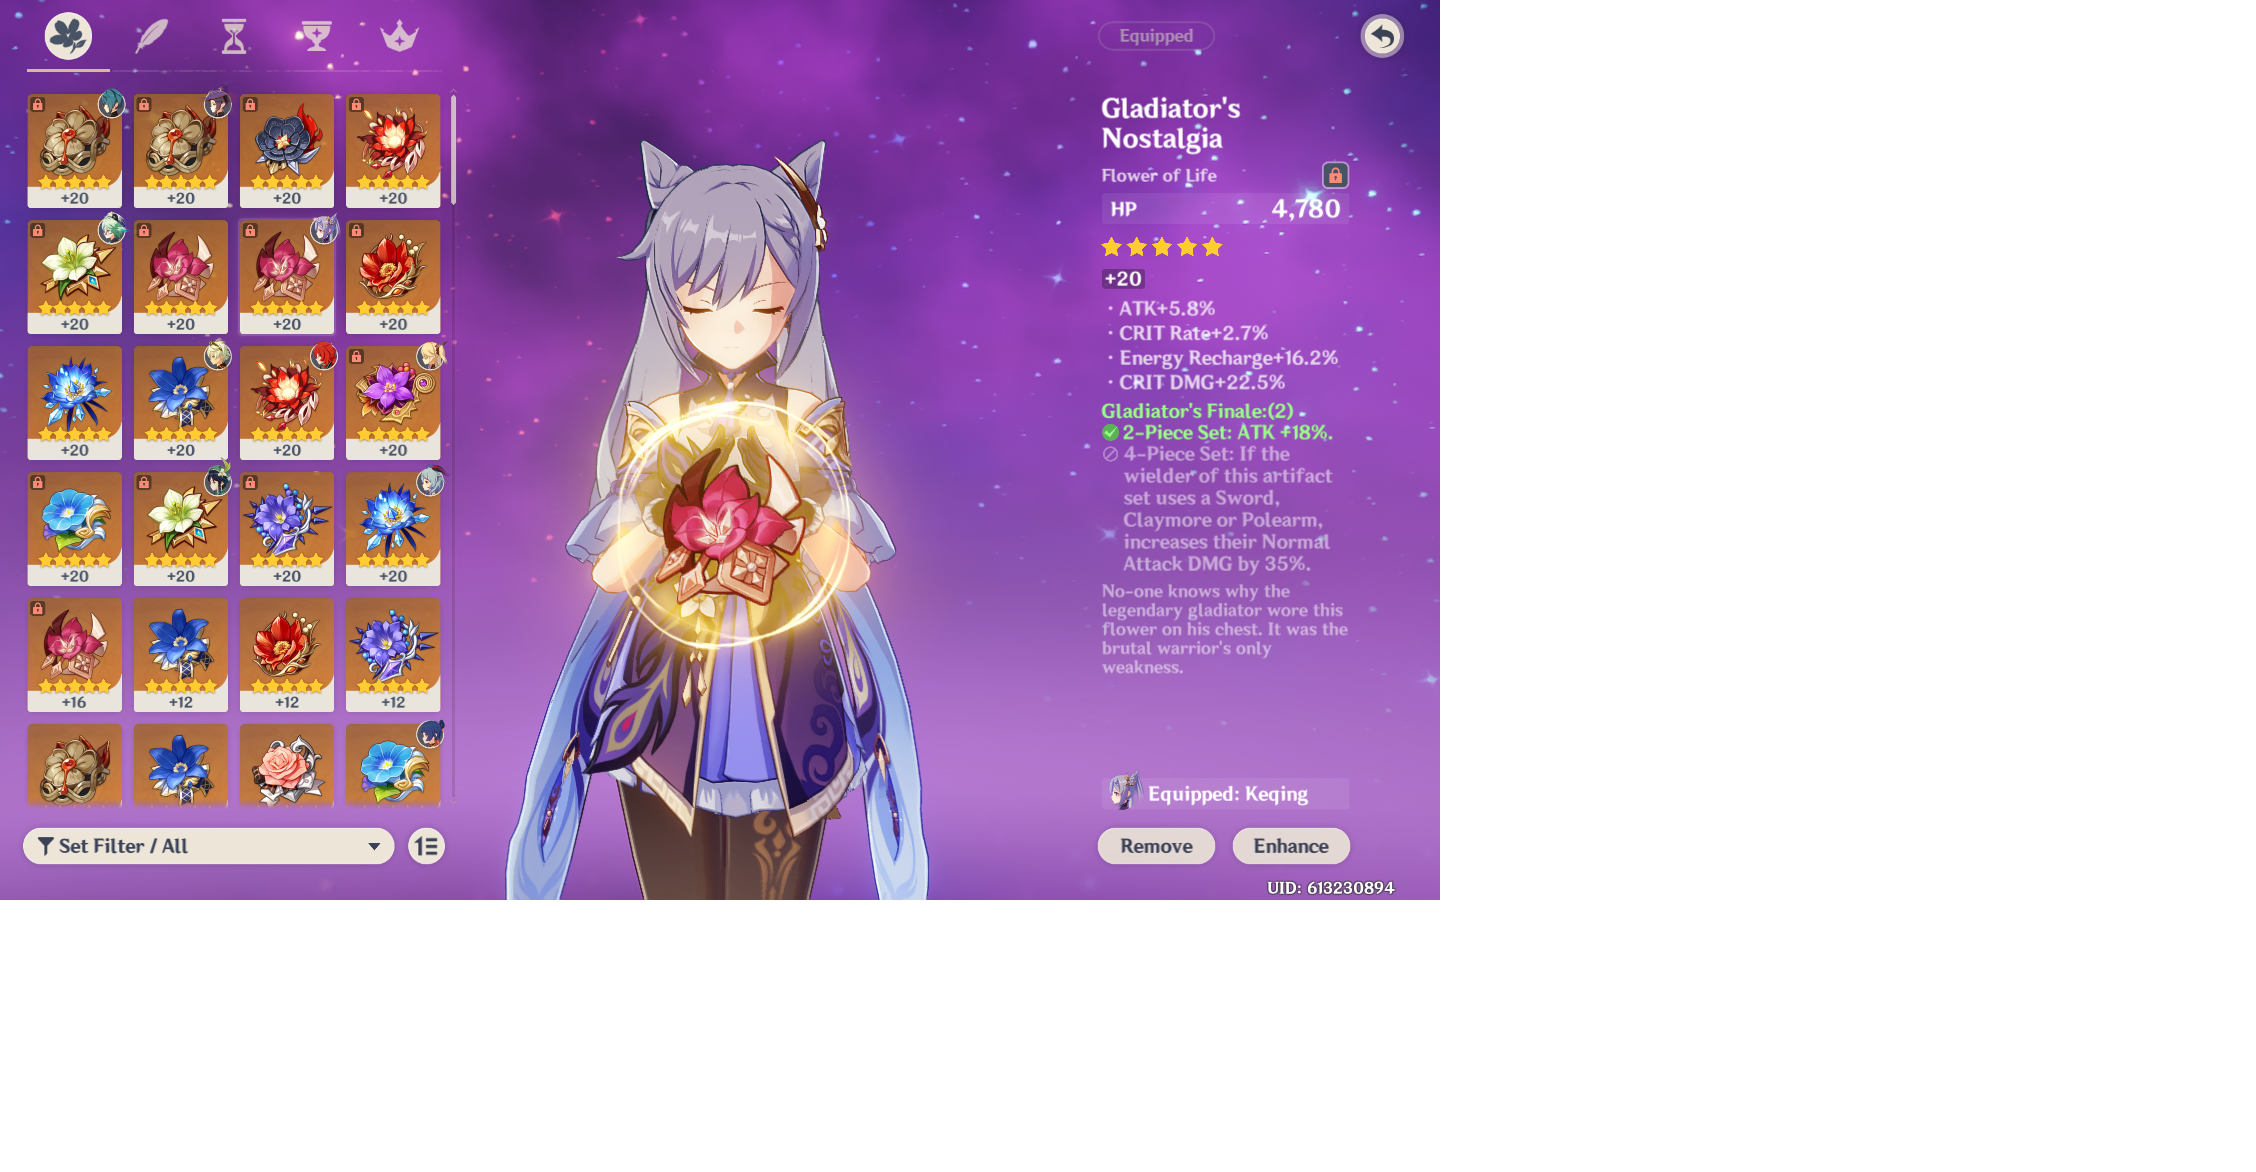 Equipped
Gladiator's
Nostalgia
Flower of Life
HP 4,780
+20
· ATK+5.8%
· CRIT Rate+2.7%
· Energy Recharge+16.2%
· CRIT DMG+22.5%
Gladiator's Finale:(2)
2-Piece Set: ATK +18%.
4-Piece Set: If the
wielder of this artifact
set uses a Sword,
Claymore or Polearm,
increases their Normal
Attack DMG by 35%.
No-one knows why the
legendary gladiator wore this
flower on his chest. It was the
brutal warrior's only
weakness.
Equipped: Keqing
Remove Enhance
UID: 613230894
+20 +20 +20 +20
+20 +20 +20 +20
+20 +20 +20 +20
+20 +20 +20 +20
+16 +12 +12 +12
Set Filter / All